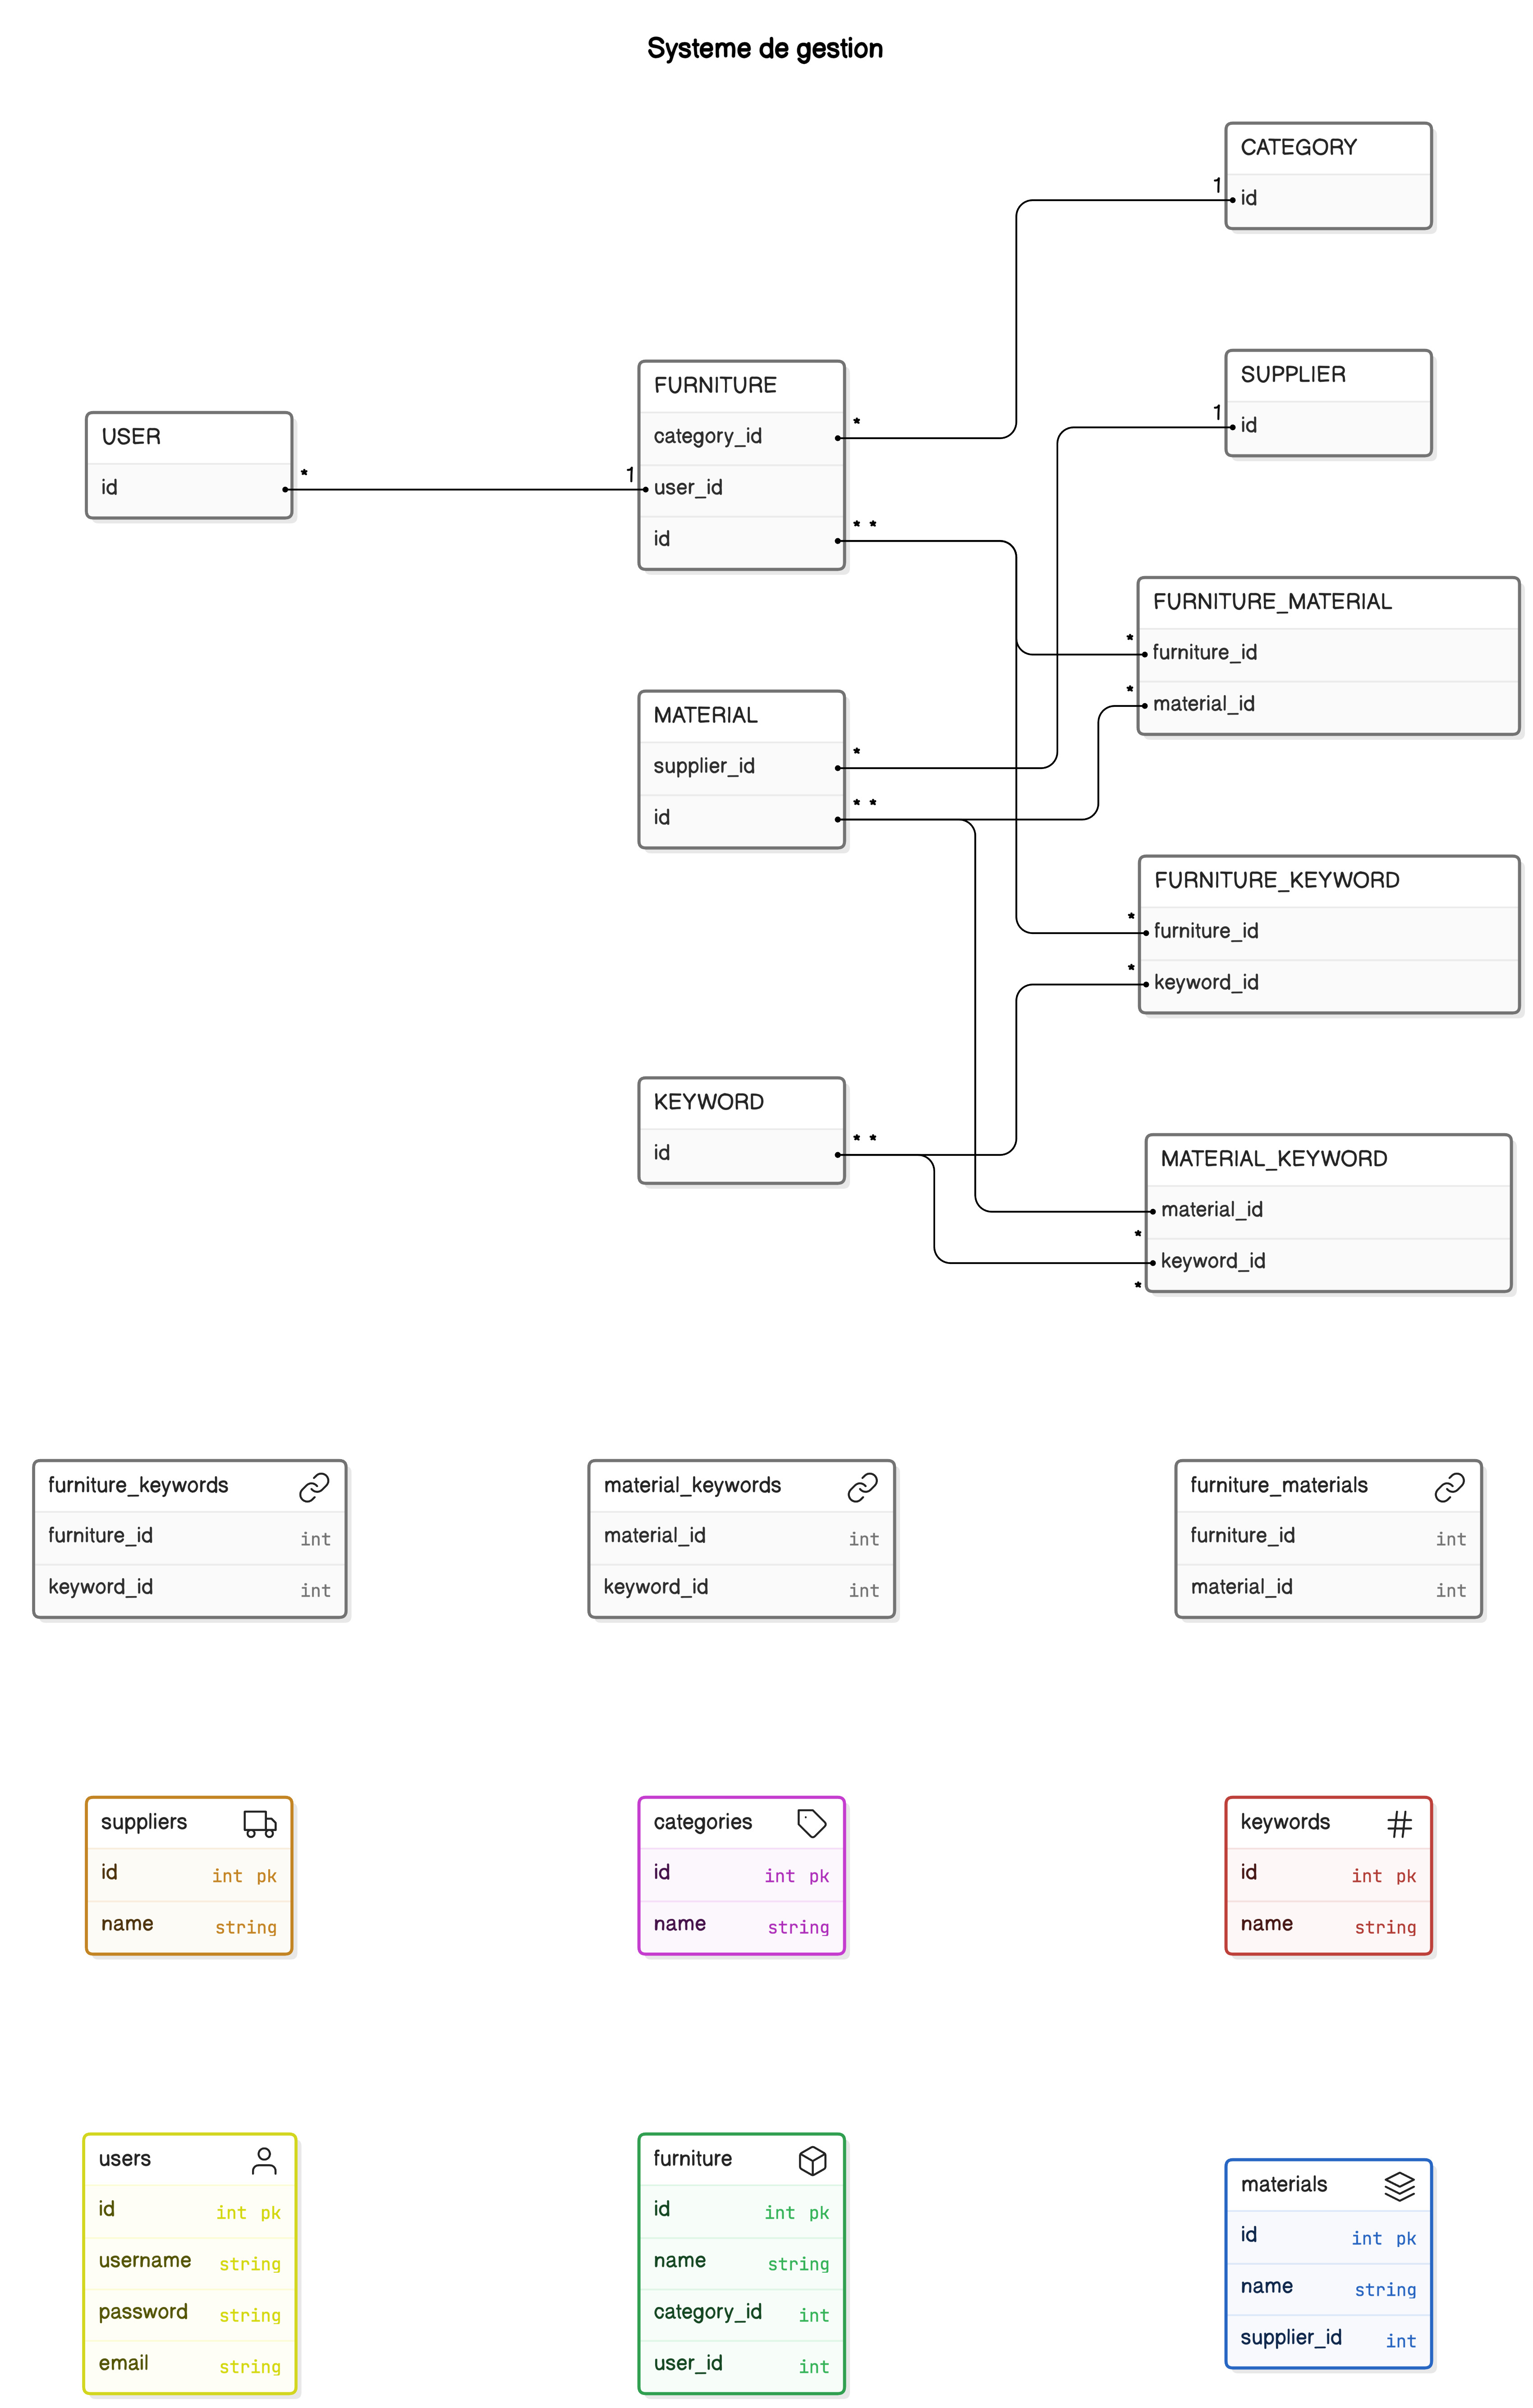 Systeme de gestion
CATEGORY
1
id
SUPPLIER
1
id
FURNITURE
category_id
*
1
user_id
id
* *
USER
id
*
FURNITURE_MATERIAL
*
furniture_id
*
material_id
MATERIAL
supplier_id
*
id
* *
FURNITURE_KEYWORD
*
furniture_id
*
keyword_id
KEYWORD
id
* *
MATERIAL_KEYWORD
material_id
*
keyword_id
*
furniture_keywords
furniture_id int
keyword_id int
material_keywords
material_id int
keyword_id int
furniture_materials
furniture_id int
material_id int
suppliers
id int pk
name string
categories
id int pk
name string
keywords
id int pk
name string
users
id int pk
username string
password string
email string
furniture
id int pk
name string
category_id int
user_id int
materials
id int pk
name string
supplier_id int